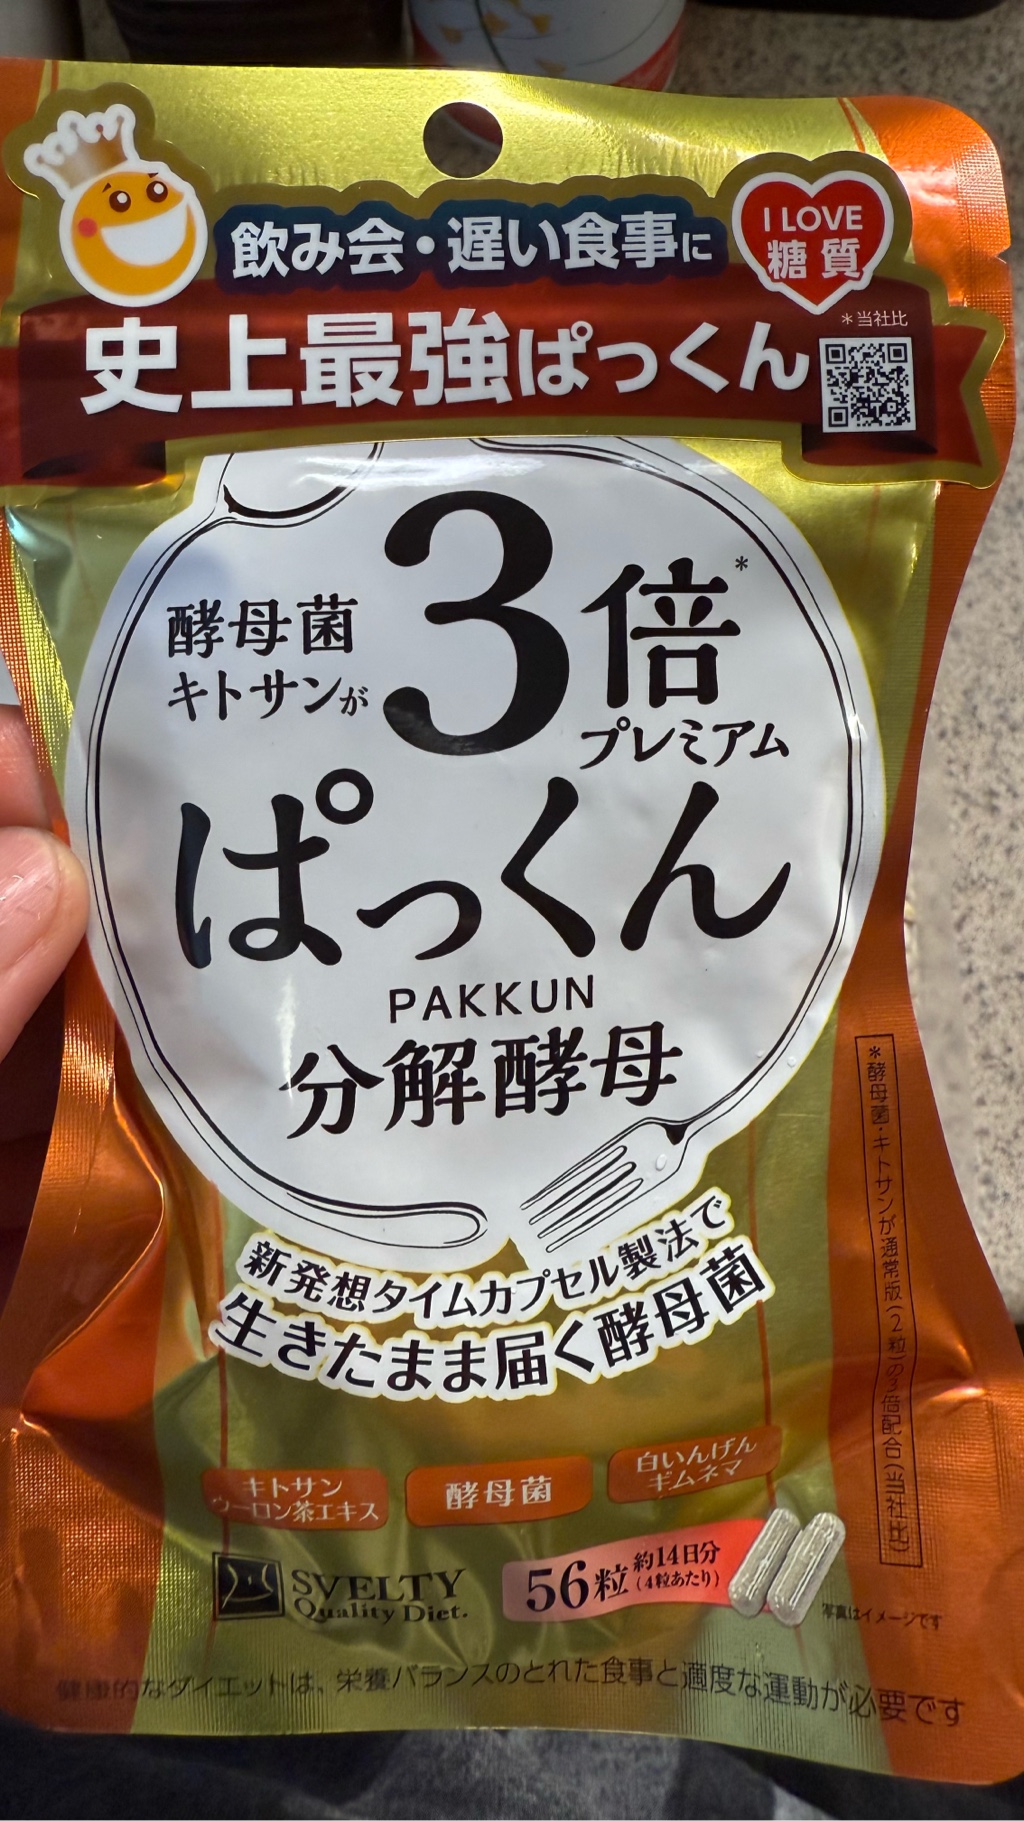 飲み会・遅い食事に
I LOVE
糖質
*当社比
史上最強ぱっくん
酵母菌
キトサンが
3倍*
プレミアム
ぱっくん
PAKKUN
分解酵母
新発想タイムカプセル製法で
生きたまま届く酵母菌
*酵母菌・キトサンが通常版(2粒)の3倍配合(当社比)
キトサン
ウーロン茶エキス
酵母菌
白いんげん
ギムネマ
SVELTY
Quality Diet.
56粒
約14日分
(4粒あたり)
写真はイメージです
健康的なダイエットは、栄養バランスのとれた食事と適度な運動が必要です